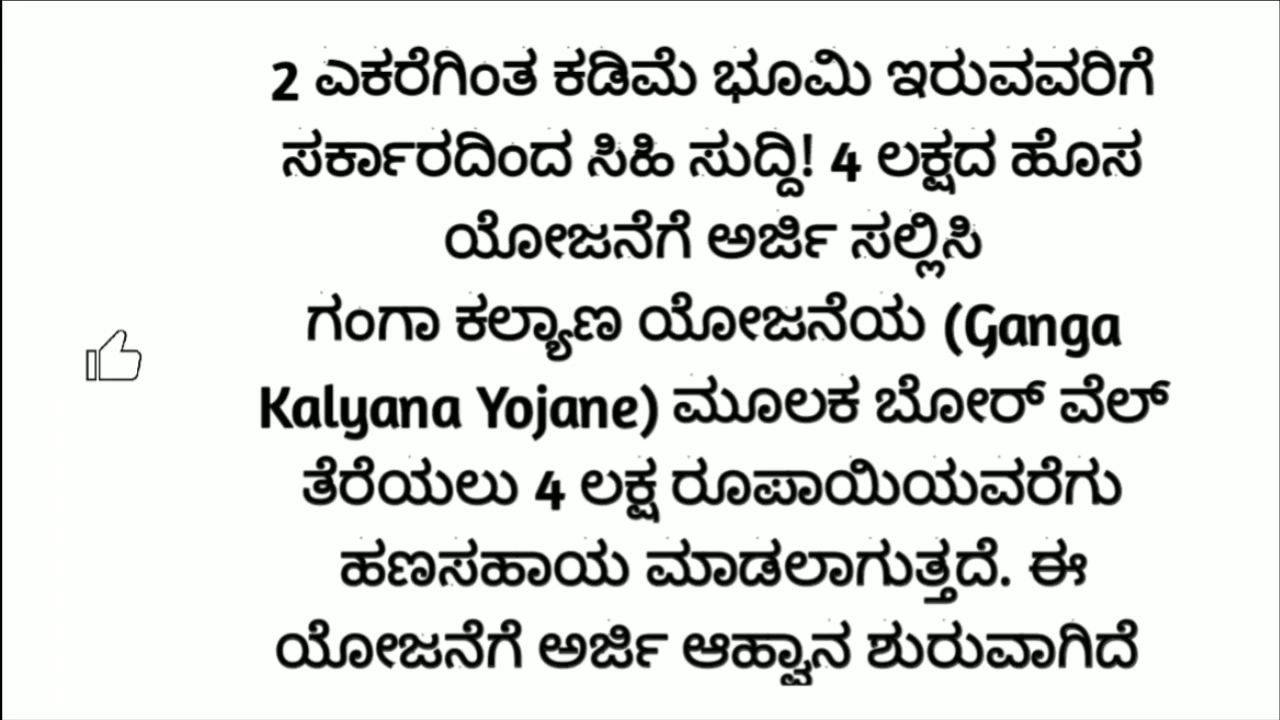 2 ಎಕರೆಗಿಂತ ಕಡಿಮೆ ಭೂಮಿ ಇರುವವರಿಗೆ
ಸರ್ಕಾರದಿಂದ ಸಿಹಿ ಸುದ್ದಿ! 4 ಲಕ್ಷದ ಹೊಸ
ಯೋಜನೆಗೆ ಅರ್ಜಿ ಸಲ್ಲಿಸಿ
ಗಂಗಾ ಕಲ್ಯಾಣ ಯೋಜನೆಯ (Ganga
Kalyana Yojane) ಮೂಲಕ ಬೋರ್ ವೆಲ್
ತೆರೆಯಲು 4 ಲಕ್ಷ ರೂಪಾಯಿಯವರೆಗು
ಹಣಸಹಾಯ ಮಾಡಲಾಗುತ್ತದೆ. ಈ
ಯೋಜನೆಗೆ ಅರ್ಜಿ ಆಹ್ವಾನ ಶುರುವಾಗಿದೆ